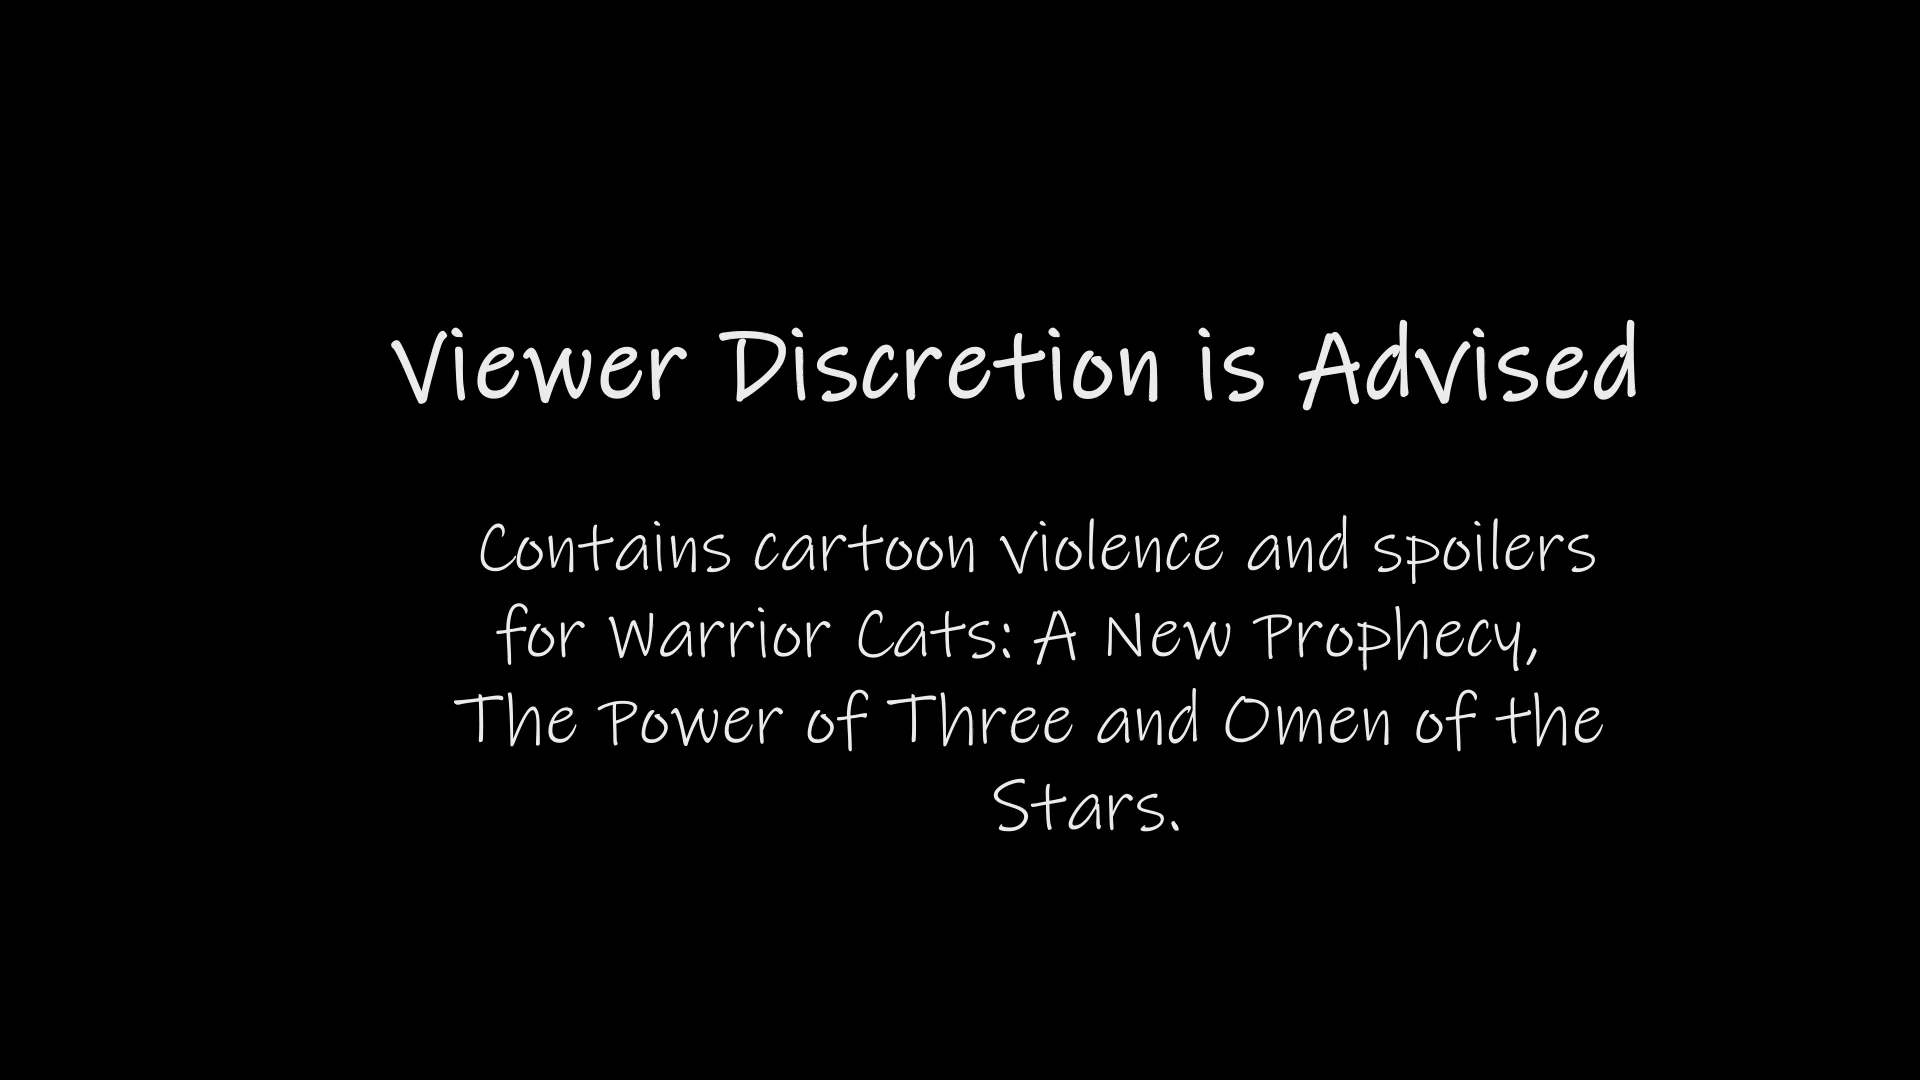 Viewer Discretion is Advised
Contains cartoon violence and spoilers
for Warrior Cats: A New Prophecy,
The Power of Three and Omen of the
Stars.